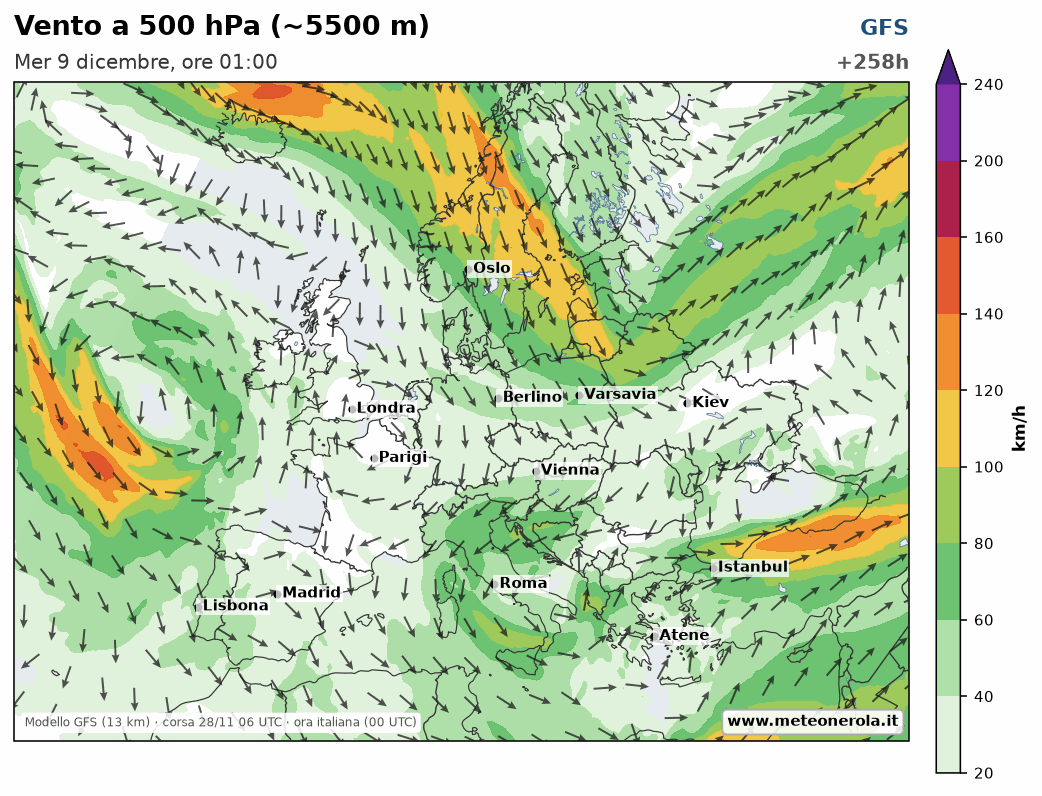 Vento a 500 hPa (~5500 m)
GFS
Mer 9 dicembre, ore 01:00
+258h
240
200
160
140
120
100
80
60
40
20
km/h
Oslo
Berlino
Varsavia
Kiev
Londra
Parigi
Vienna
Istanbul
Roma
Madrid
Lisbona
Atene
Modello GFS (13 km) · corsa 28/11 06 UTC · ora italiana (00 UTC)
www.meteonerola.it